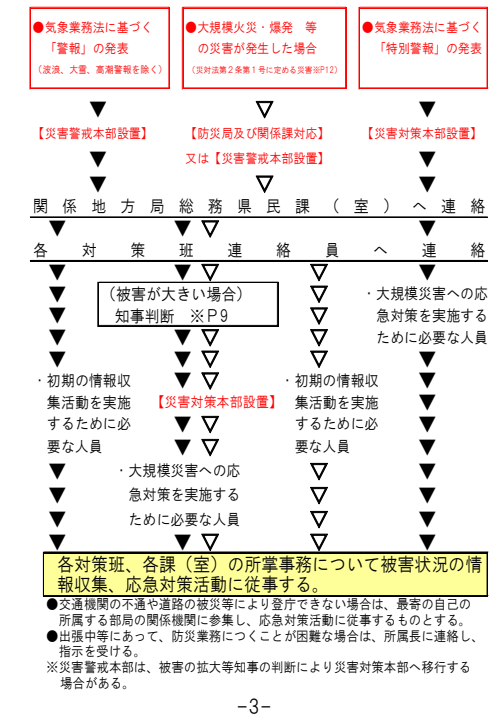 ●気象業務法に基づく
「警報」の発表
(波浪、大雪、高潮警報を除く)
●大規模火災・爆発 等
の災害が発生した場合
(災対法第2条第1号に定める災害※P12)
●気象業務法に基づく
「特別警報」の発表
【災害警戒本部設置】
【防災局及び関係課対応】
又は【災害警戒本部設置】
【災害対策本部設置】
関係地方局総務県民課(室)へ連絡
各対策班連絡員へ連絡
(被害が大きい場合)
知事判断 ※P9
・大規模災害への応
急対策を実施する
ために必要な人員
・初期の情報収
集活動を実施
するために必
要な人員
【災害対策本部設置】
・初期の情報収
集活動を実施
するために必
要な人員
・大規模災害への応
急対策を実施する
ために必要な人員
各対策班、各課(室)の所掌事務について被害状況の情
報収集、応急対策活動に従事する。
●交通機関の不通や道路の被災等により登庁できない場合は、最寄の自己の
所属する部局の関係機関に参集し、応急対策活動に従事するものとする。
●出張中等にあって、防災業務につくことが困難な場合は、所属長に連絡し、
指示を受ける。
※災害警戒本部は、被害の拡大等知事の判断により災害対策本部へ移行する
場合がある。
-3-